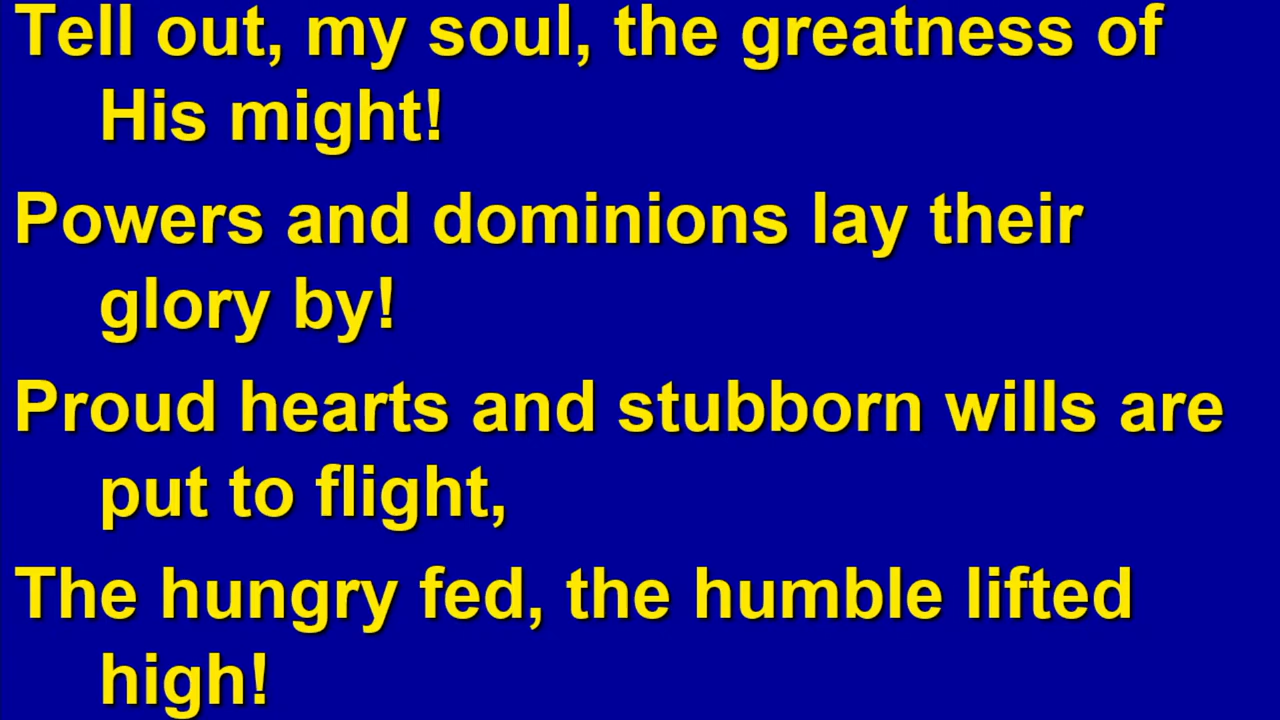 Tell out, my soul, the greatness of
His might!
Powers and dominions lay their
glory by!
Proud hearts and stubborn wills are
put to flight,
The hungry fed, the humble lifted
high!